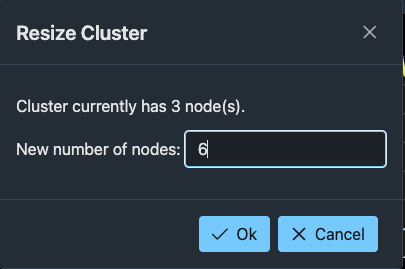 Resize Cluster
Cluster currently has 3 node(s).
New number of nodes: 6
Ok Cancel